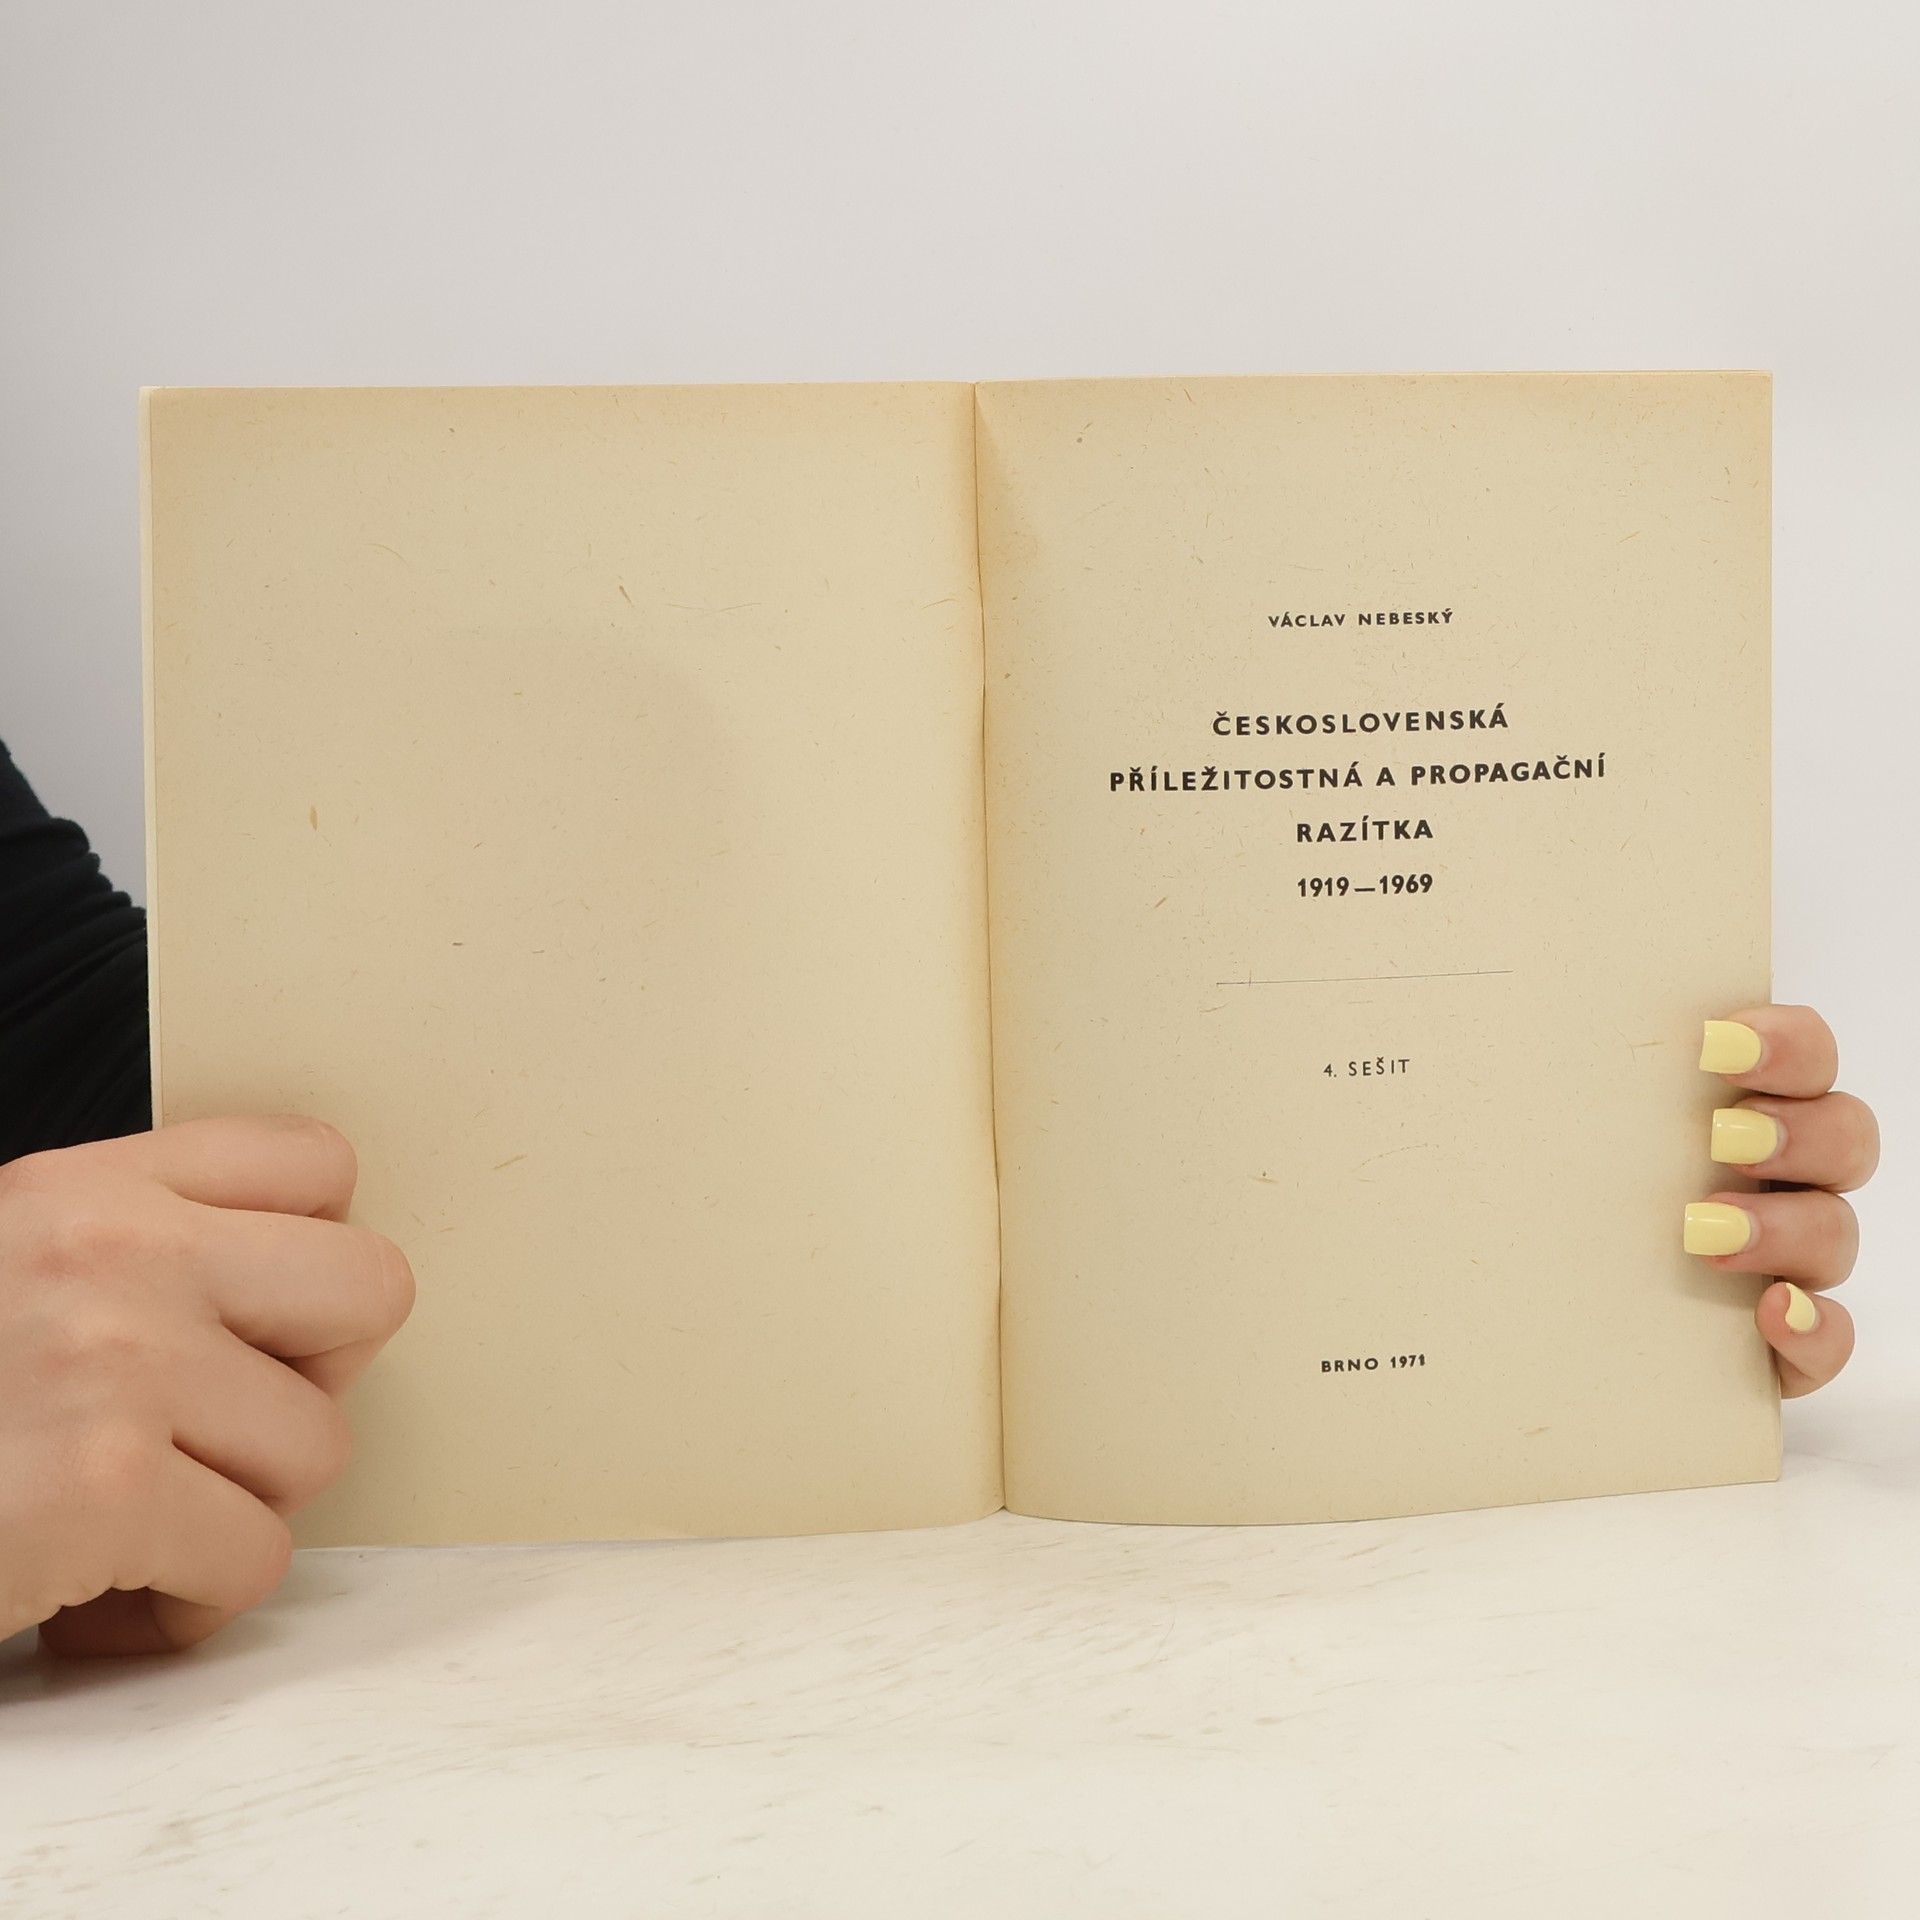 VÁCLAV NEBESKÝ
ČESKOSLOVENSKÁ
PŘÍLEŽITOSTNÁ A PROPAGAČNÍ
RAZÍTKA
1919—1969
4. SEŠIT
BRNO 1971